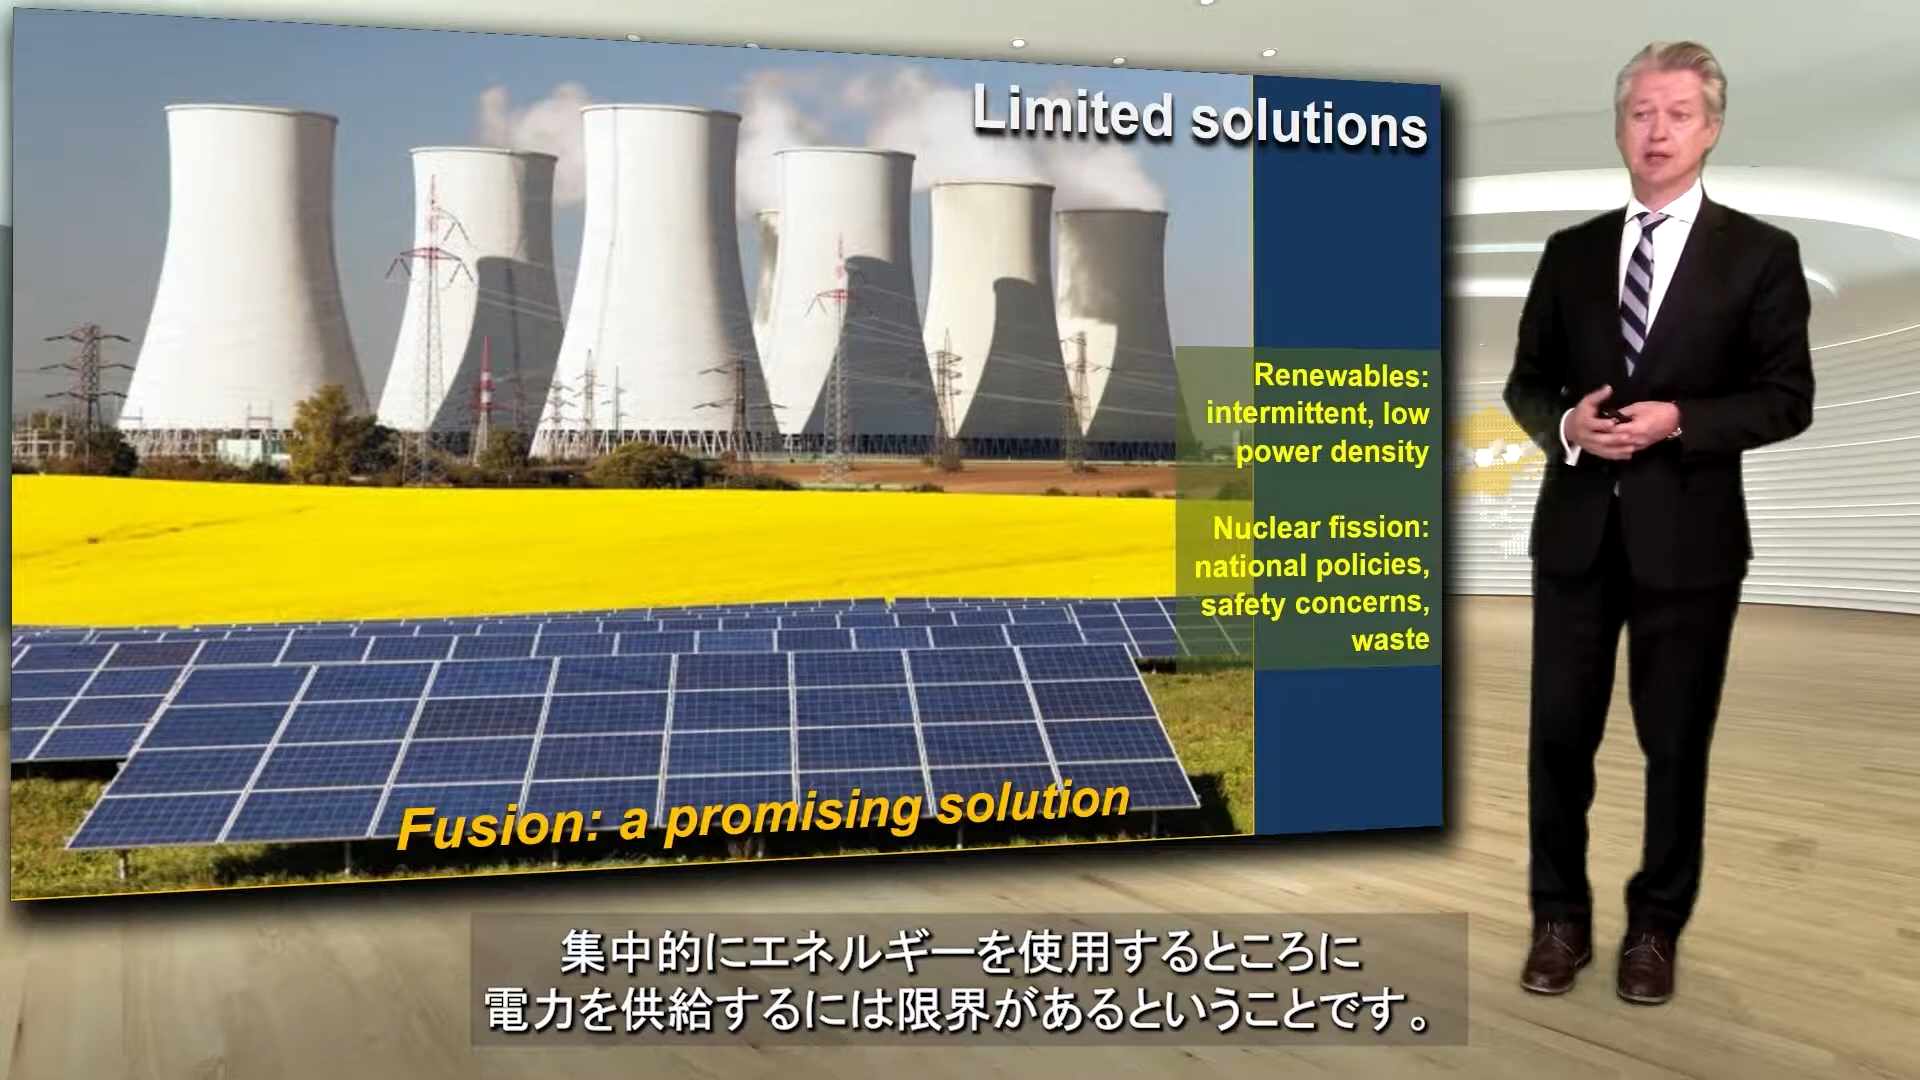 Limited solutions
Renewables:
intermittent, low
power density
Nuclear fission:
national policies,
safety concerns,
waste
Fusion: a promising solution
集中的にエネルギーを使用するところに
電力を供給するには限界があるということです。